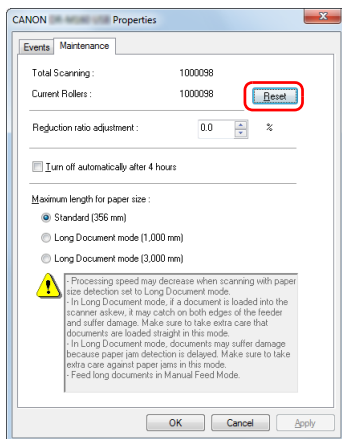 CANON Properties
Events Maintenance
Total Scanning : 1000098
Current Rollers : 1000098 Reset
Reduction ratio adjustment : 0.0 %
Turn off automatically after 4 hours
Maximum length for paper size :
Standard (356 mm)
Long Document mode (1,000 mm)
Long Document mode (3,000 mm)
- Processing speed may decrease when scanning with paper
size detection set to Long Document mode.
- In Long Document mode, if a document is loaded into the
scanner askew, it may catch on both edges of the feeder
and suffer damage. Make sure to take extra care that
documents are loaded straight in this mode.
- In Long Document mode, documents may suffer damage
because paper jam detection is delayed. Make sure to take
extra care against paper jams in this mode.
- Feed long documents in Manual Feed Mode.
OK Cancel Apply